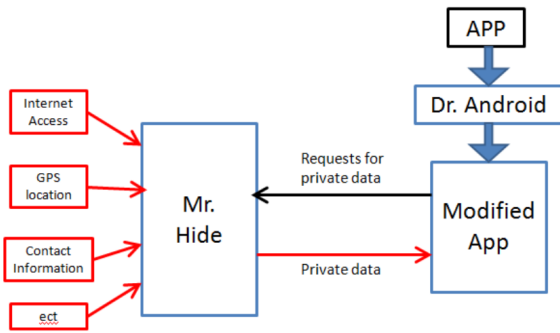 APP
Dr. Android
Internet
Access
GPS
location
Contact
Information
ect
Mr.
Hide
Requests for
private data
Private data
Modified
App